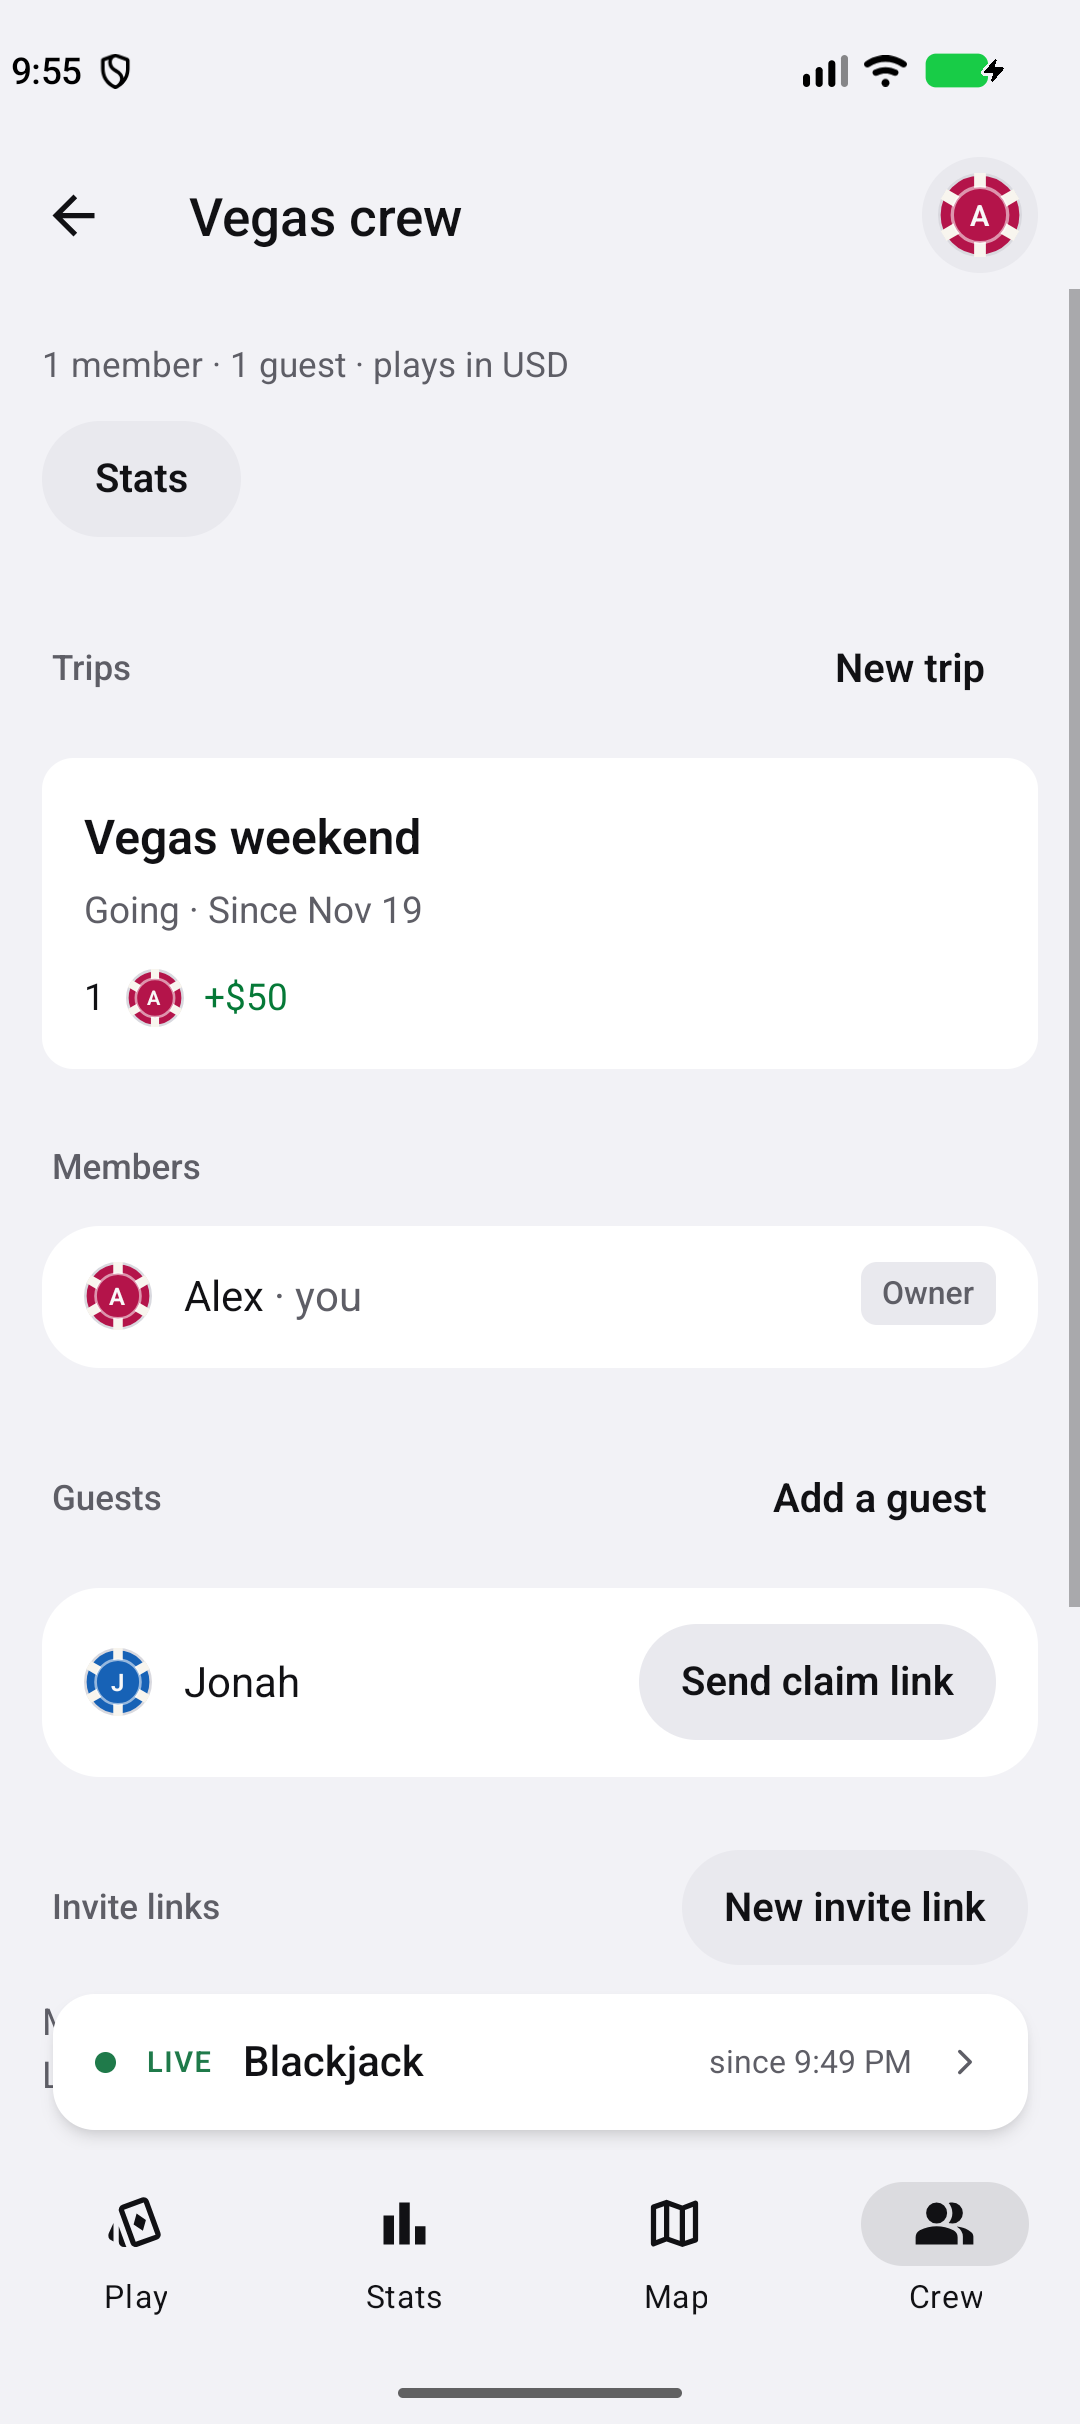 9:55
Vegas crew
A
1 member · 1 guest · plays in USD
Stats
Trips
New trip
Vegas weekend
Going · Since Nov 19
1 A +$50
Members
A Alex · you Owner
Guests
Add a guest
J Jonah Send claim link
Invite links
New invite link
LIVE Blackjack since 9:49 PM
Play Stats Map Crew